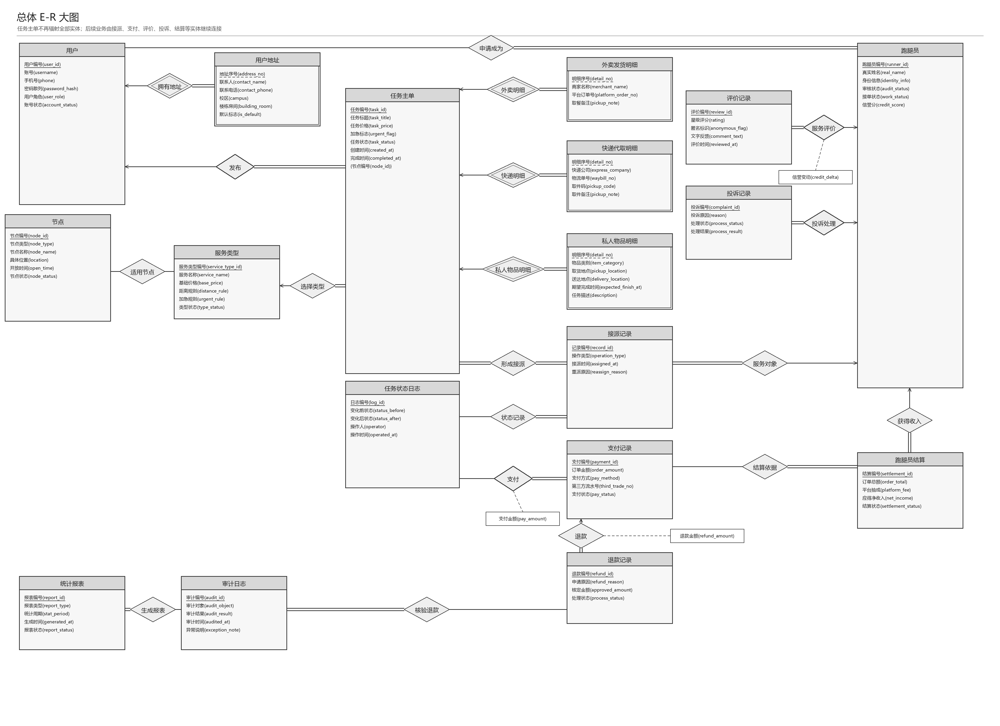 总体 E-R 大图
任务主单不再辐射全部实体；后续业务由接派、支付、评价、投诉、结算等实体继续连接
申请成为
用户
用户编号(user_id)
账号(username)
手机号(phone)
密码散列(password_hash)
用户角色(user_role)
账号状态(account_status)
拥有地址
用户地址
地址序号(address_no)
联系人(contact_name)
联系电话(contact_phone)
校区(campus)
楼栋房间(building_room)
默认标志(is_default)
发布
任务主单
任务编号(task_id)
任务标题(task_title)
任务价格(task_price)
加急标志(urgent_flag)
任务状态(task_status)
创建时间(created_at)
完成时间(completed_at)
{节点编号(node_id)}
外卖明细
外卖发货明细
明细序号(detail_no)
商家名称(merchant_name)
平台订单号(platform_order_no)
取餐备注(pickup_note)
快递明细
快递代取明细
明细序号(detail_no)
快递公司(express_company)
物流单号(waybill_no)
取件码(pickup_code)
取件备注(pickup_note)
私人物品明细
私人物品明细
明细序号(detail_no)
物品类别(item_category)
取货地点(pickup_location)
送达地点(delivery_location)
期望完成时间(expected_finish_at)
任务描述(description)
评价记录
评价编号(review_id)
星级评分(rating)
匿名标识(anonymous_flag)
文字反馈(comment_text)
评价时间(reviewed_at)
服务评价
信誉变动(credit_delta)
投诉记录
投诉编号(complaint_id)
投诉原因(reason)
处理状态(process_status)
处理结果(process_result)
投诉处理
跑腿员
跑腿员编号(runner_id)
真实姓名(real_name)
身份信息(identity_info)
审核状态(audit_status)
接单状态(work_status)
信誉分(credit_score)
节点
节点编号(node_id)
节点类型(node_type)
节点名称(node_name)
具体位置(location)
开放时间(open_time)
节点状态(node_status)
适用节点
服务类型
服务类型编号(service_type_id)
服务名称(service_name)
基础价格(base_price)
距离规则(distance_rule)
加急规则(urgent_rule)
类型状态(type_status)
选择类型
形成接派
接派记录
记录编号(record_id)
操作类型(operation_type)
接派时间(assigned_at)
重派原因(reassign_reason)
服务对象
任务状态日志
日志编号(log_id)
变化前状态(status_before)
变化后状态(status_after)
操作人(operator)
操作时间(operated_at)
状态记录
获得收入
支付
支付金额(pay_amount)
支付记录
支付编号(payment_id)
订单金额(order_amount)
支付方式(pay_method)
第三方流水号(third_trade_no)
支付状态(pay_status)
结算依据
跑腿员结算
结算编号(settlement_id)
订单总额(order_total)
平台抽成(platform_fee)
应得净收入(net_income)
结算状态(settlement_status)
退款
退款金额(refund_amount)
退款记录
退款编号(refund_id)
申请原因(refund_reason)
核定金额(approved_amount)
处理状态(process_status)
统计报表
报表编号(report_id)
报表类型(report_type)
统计周期(stat_period)
生成时间(generated_at)
报表状态(report_status)
生成报表
审计日志
审计编号(audit_id)
审计对象(audit_object)
审计结果(audit_result)
审计时间(audited_at)
异常说明(exception_note)
核验退款